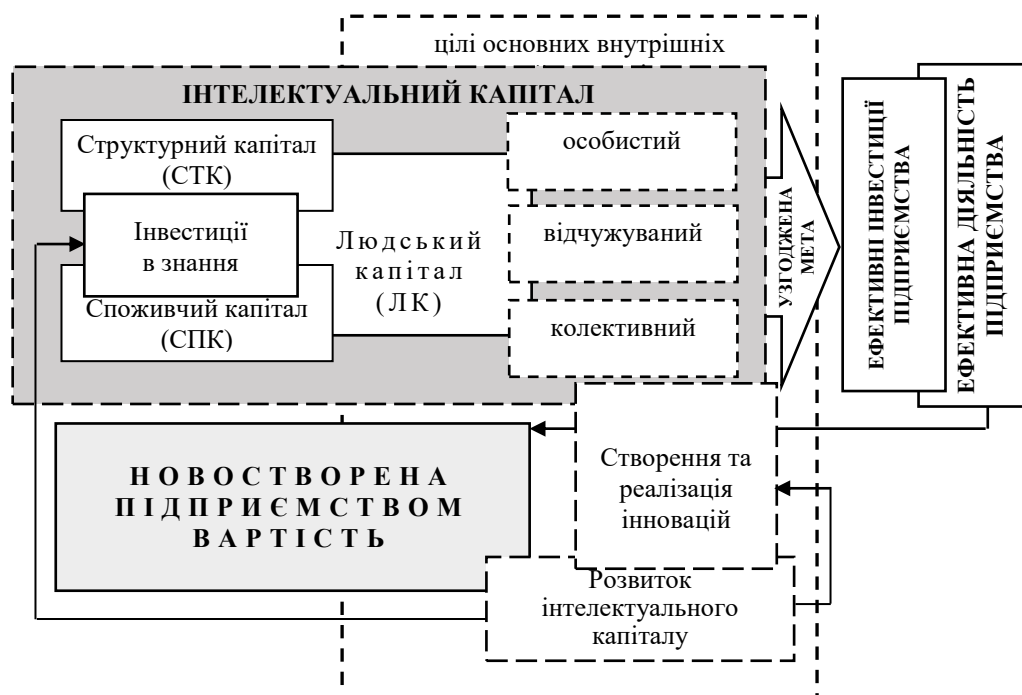 цілі основних внутрішніх
ІНТЕЛЕКТУАЛЬНИЙ КАПІТАЛ
Структурний капітал
(СТК)
Інвестиції
в знання
Споживчий капітал
(СПК)
Людський
капітал
(ЛК)
особистий
відчужуваний
колективний
УЗГОДЖЕНА
МЕТА
ЕФЕКТИВНІ ІНВЕСТИЦІЇ
ПІДПРИЄМСТВА
ЕФЕКТИВНА ДІЯЛЬНІСТЬ
ПІДПРИЄМСТВА
НОВОСТВОРЕНА
ПІДПРИЄМСТВОМ
ВАРТІСТЬ
Створення та
реалізація
інновацій
Розвиток
інтелектуального
капіталу